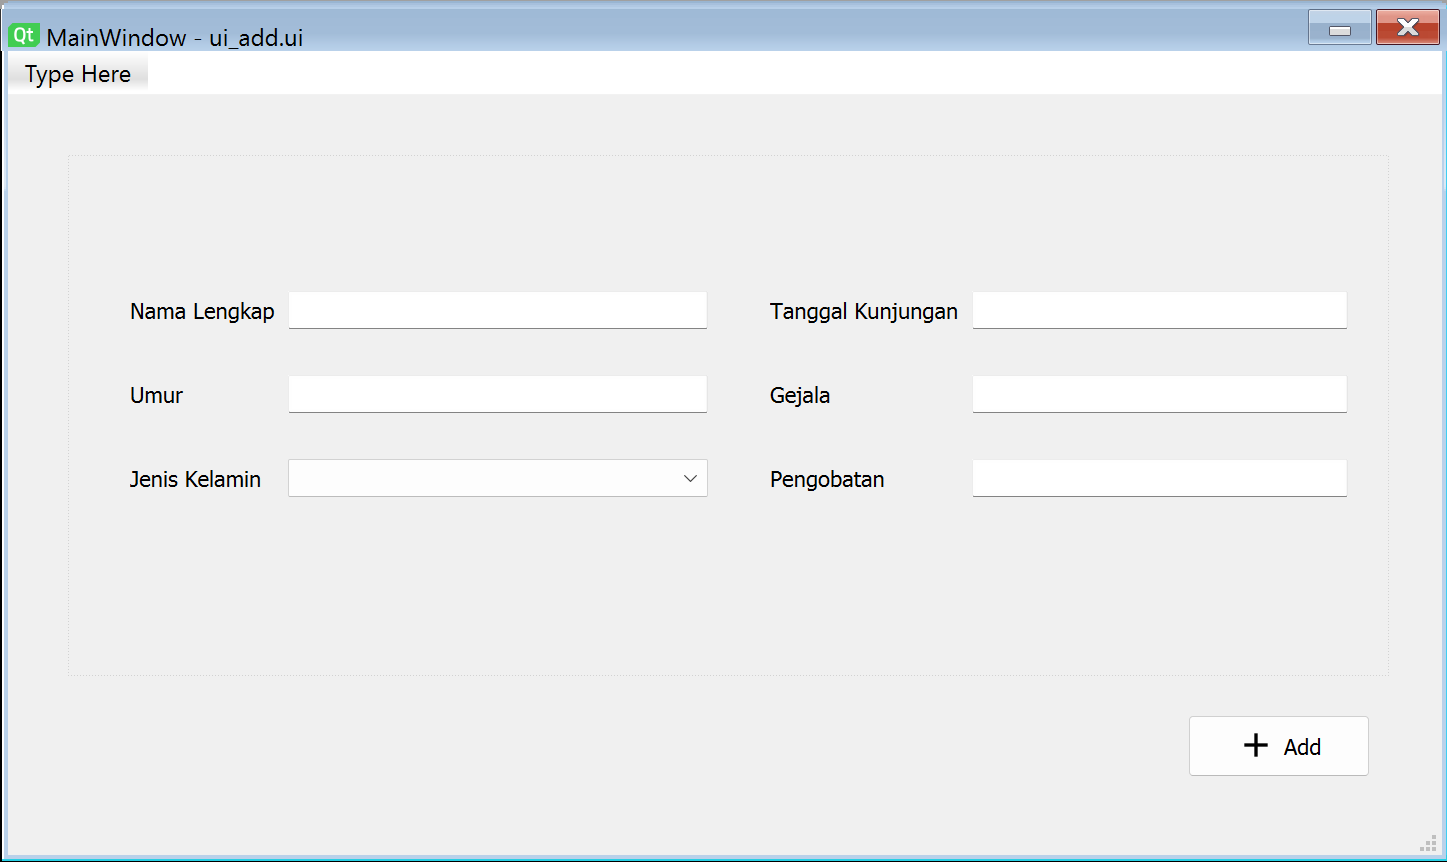 Qt MainWindow - ui_add.ui
Type Here
Nama Lengkap
Tanggal Kunjungan
Umur
Gejala
Jenis Kelamin
Pengobatan
Add